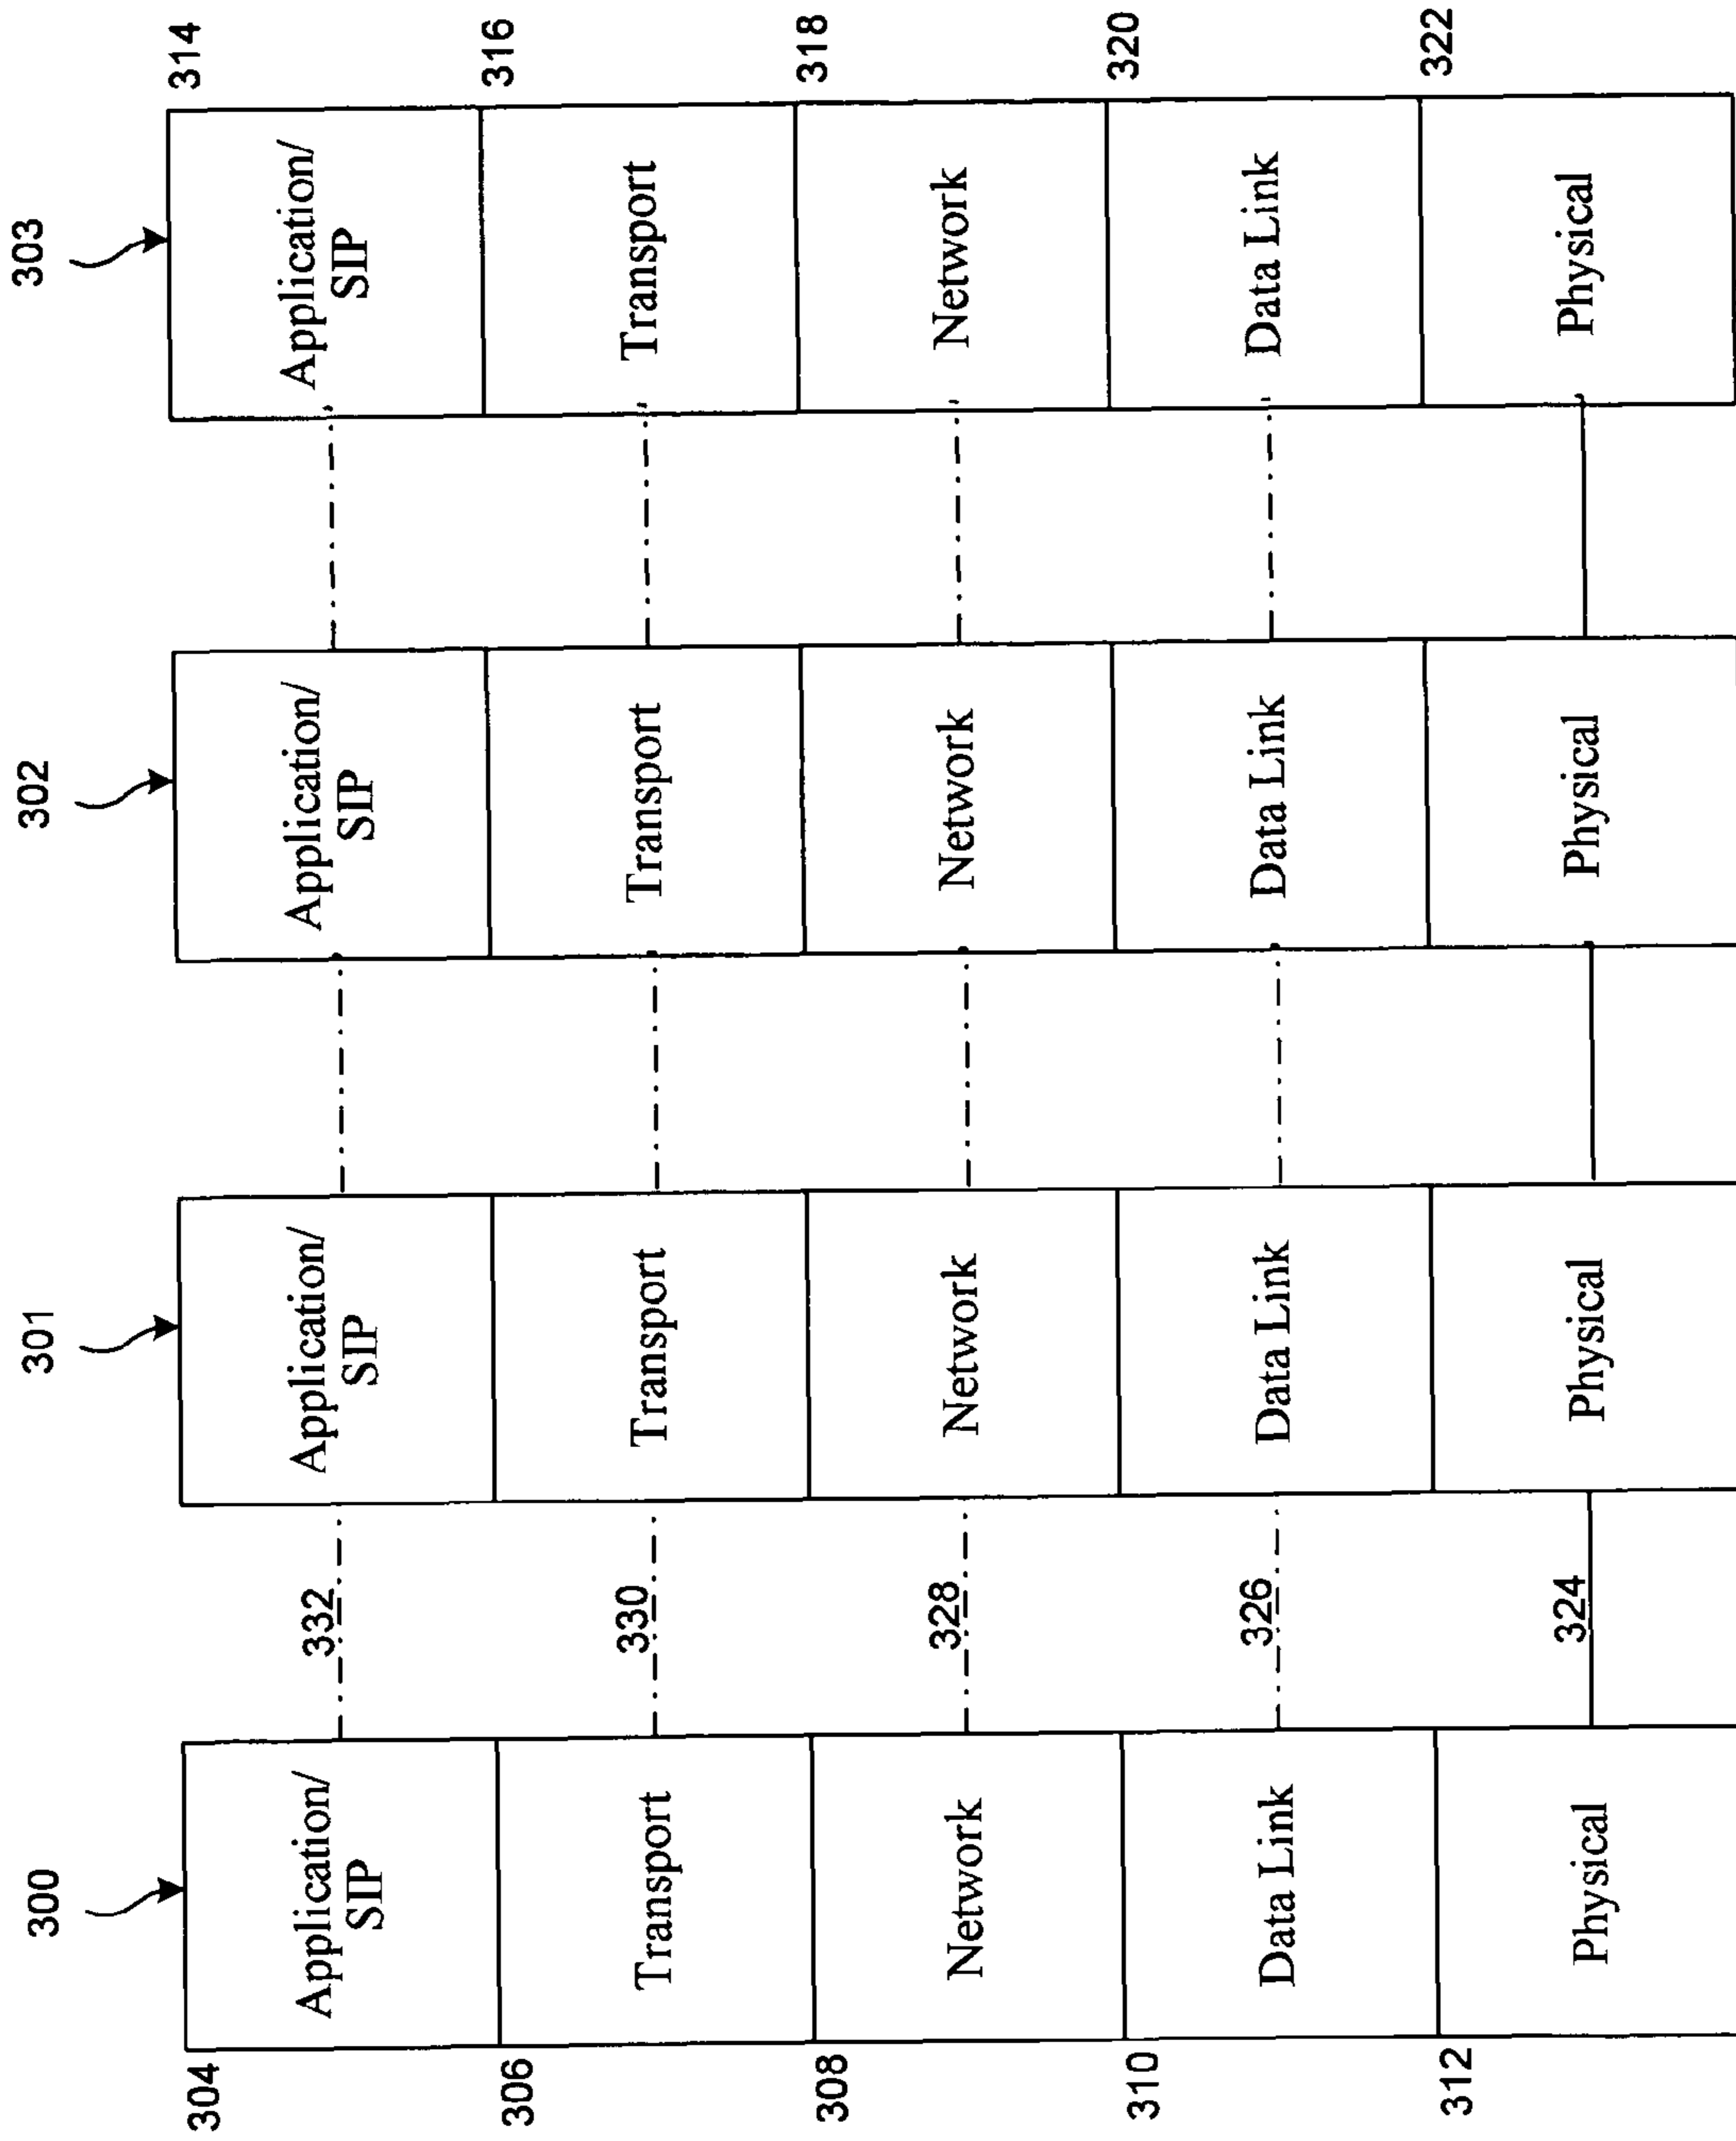 300
301
302
303
304
314
Application/
SIP
332
Application/
SIP
Application/
SIP
Application/
SIP
306
316
Transport
330
Transport
Transport
Transport
308
318
Network
328
Network
Network
Network
310
320
Data Link
326
Data Link
Data Link
Data Link
312
322
Physical
324
Physical
Physical
Physical